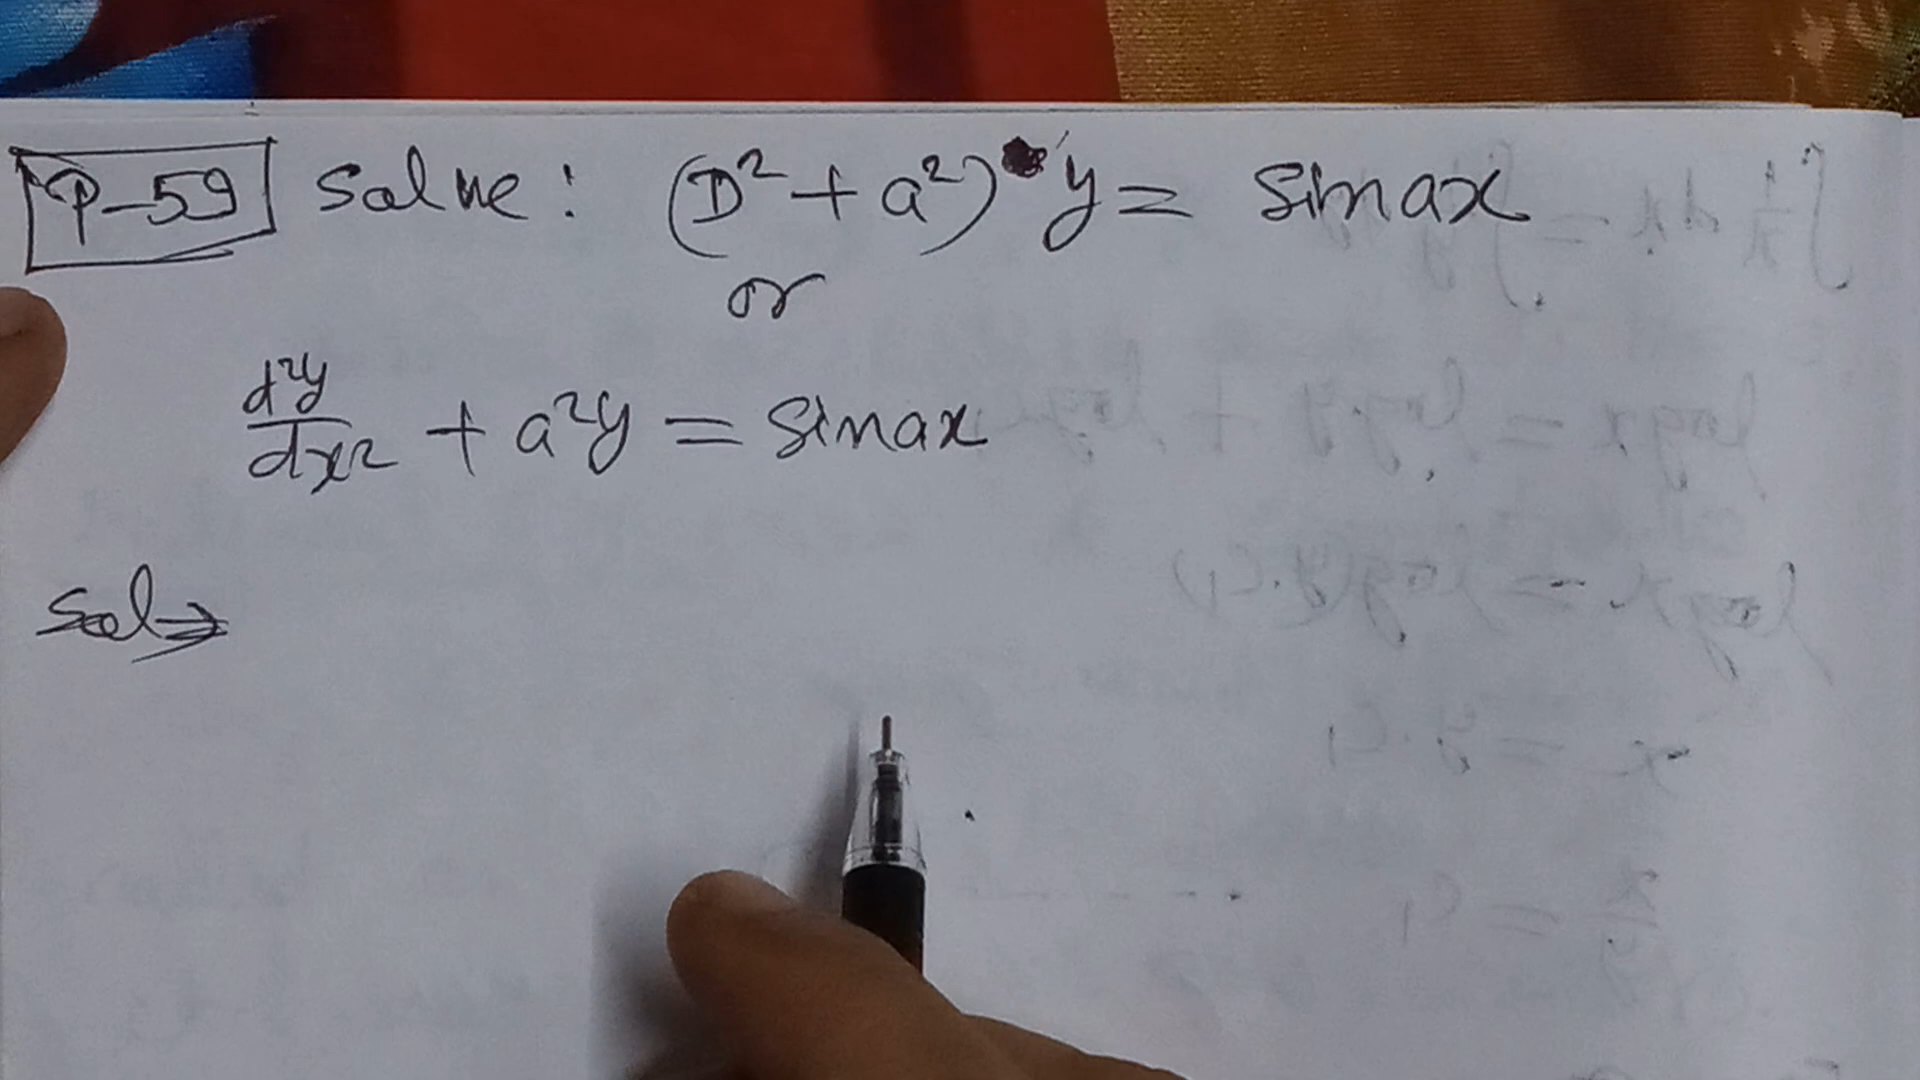 P-59 Solve: (D² + a²) y = sinax
or
d²y/dx² + a²y = sinax
Sol→